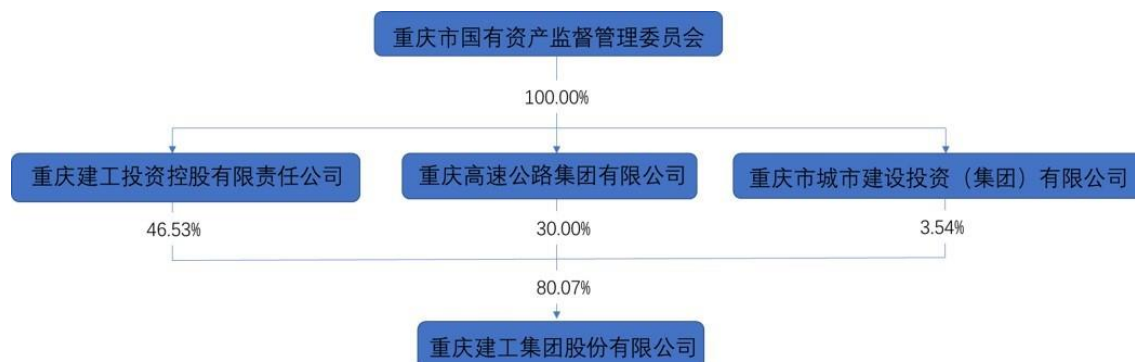 重庆市国有资产监督管理委员会
100.00%
重庆建工投资控股有限责任公司
重庆高速公路集团有限公司
重庆市城市建设投资（集团）有限公司
46.53%
30.00%
3.54%
80.07%
重庆建工集团股份有限公司